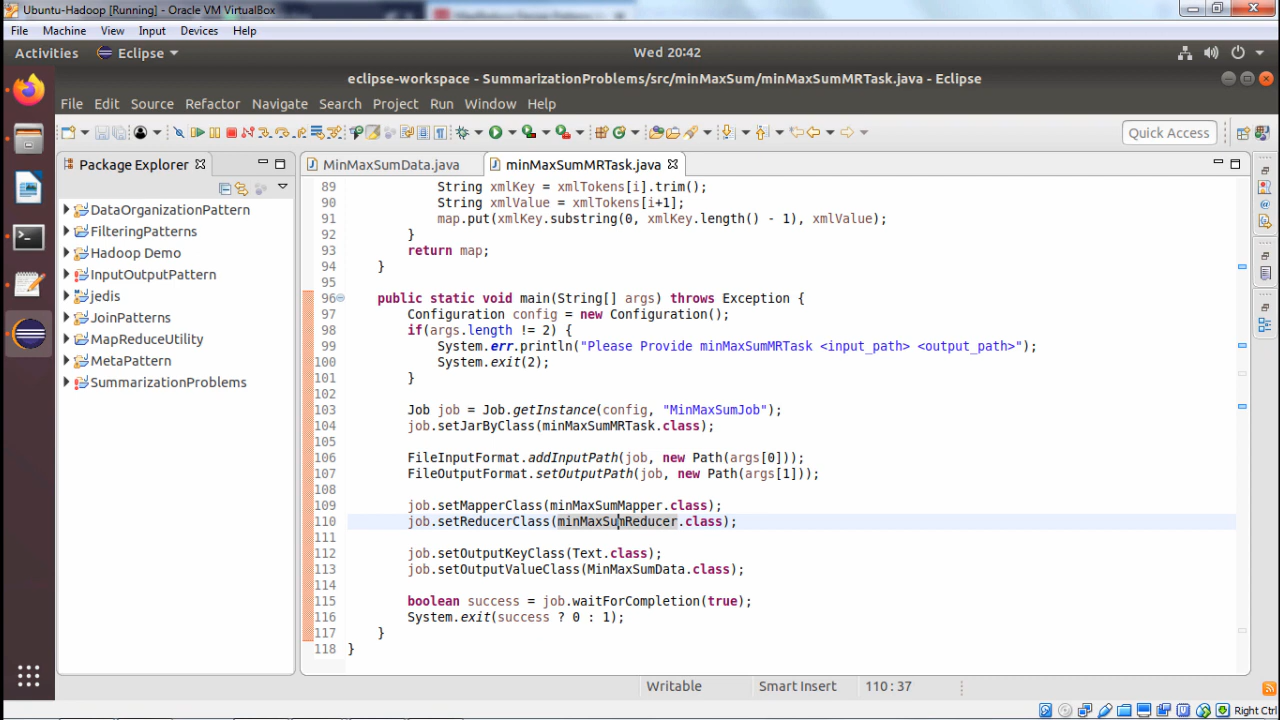 Ubuntu-Hadoop [Running] - Oracle VM VirtualBox
File Machine View Input Devices Help
Activities Eclipse Wed 20:42
eclipse-workspace - SummarizationProblems/src/minMaxSum/minMaxSumMRTask.java - Eclipse
File Edit Source Refactor Navigate Search Project Run Window Help
Quick Access
Package Explorer
DataOrganizationPattern
FilteringPatterns
Hadoop Demo
InputOutputPattern
jedis
JoinPatterns
MapReduceUtility
MetaPattern
SummarizationProblems
MinMaxSumData.java minMaxSumMRTask.java
89 String xmlKey = xmlTokens[i].trim();
90 String xmlValue = xmlTokens[i+1];
91 map.put(xmlKey.substring(0, xmlKey.length() - 1), xmlValue);
92 }
93 return map;
94 }
95
96 public static void main(String[] args) throws Exception {
97 Configuration config = new Configuration();
98 if(args.length != 2) {
99 System.err.println("Please Provide minMaxSumMRTask <input_path> <output_path>");
100 System.exit(2);
101 }
102
103 Job job = Job.getInstance(config, "MinMaxSumJob");
104 job.setJarByClass(minMaxSumMRTask.class);
105
106 FileInputFormat.addInputPath(job, new Path(args[0]));
107 FileOutputFormat.setOutputPath(job, new Path(args[1]));
108
109 job.setMapperClass(minMaxSumMapper.class);
110 job.setReducerClass(minMaxSumReducer.class);
111
112 job.setOutputKeyClass(Text.class);
113 job.setOutputValueClass(MinMaxSumData.class);
114
115 boolean success = job.waitForCompletion(true);
116 System.exit(success ? 0 : 1);
117 }
118 }
Writable Smart Insert 110 : 37
Right Ctrl